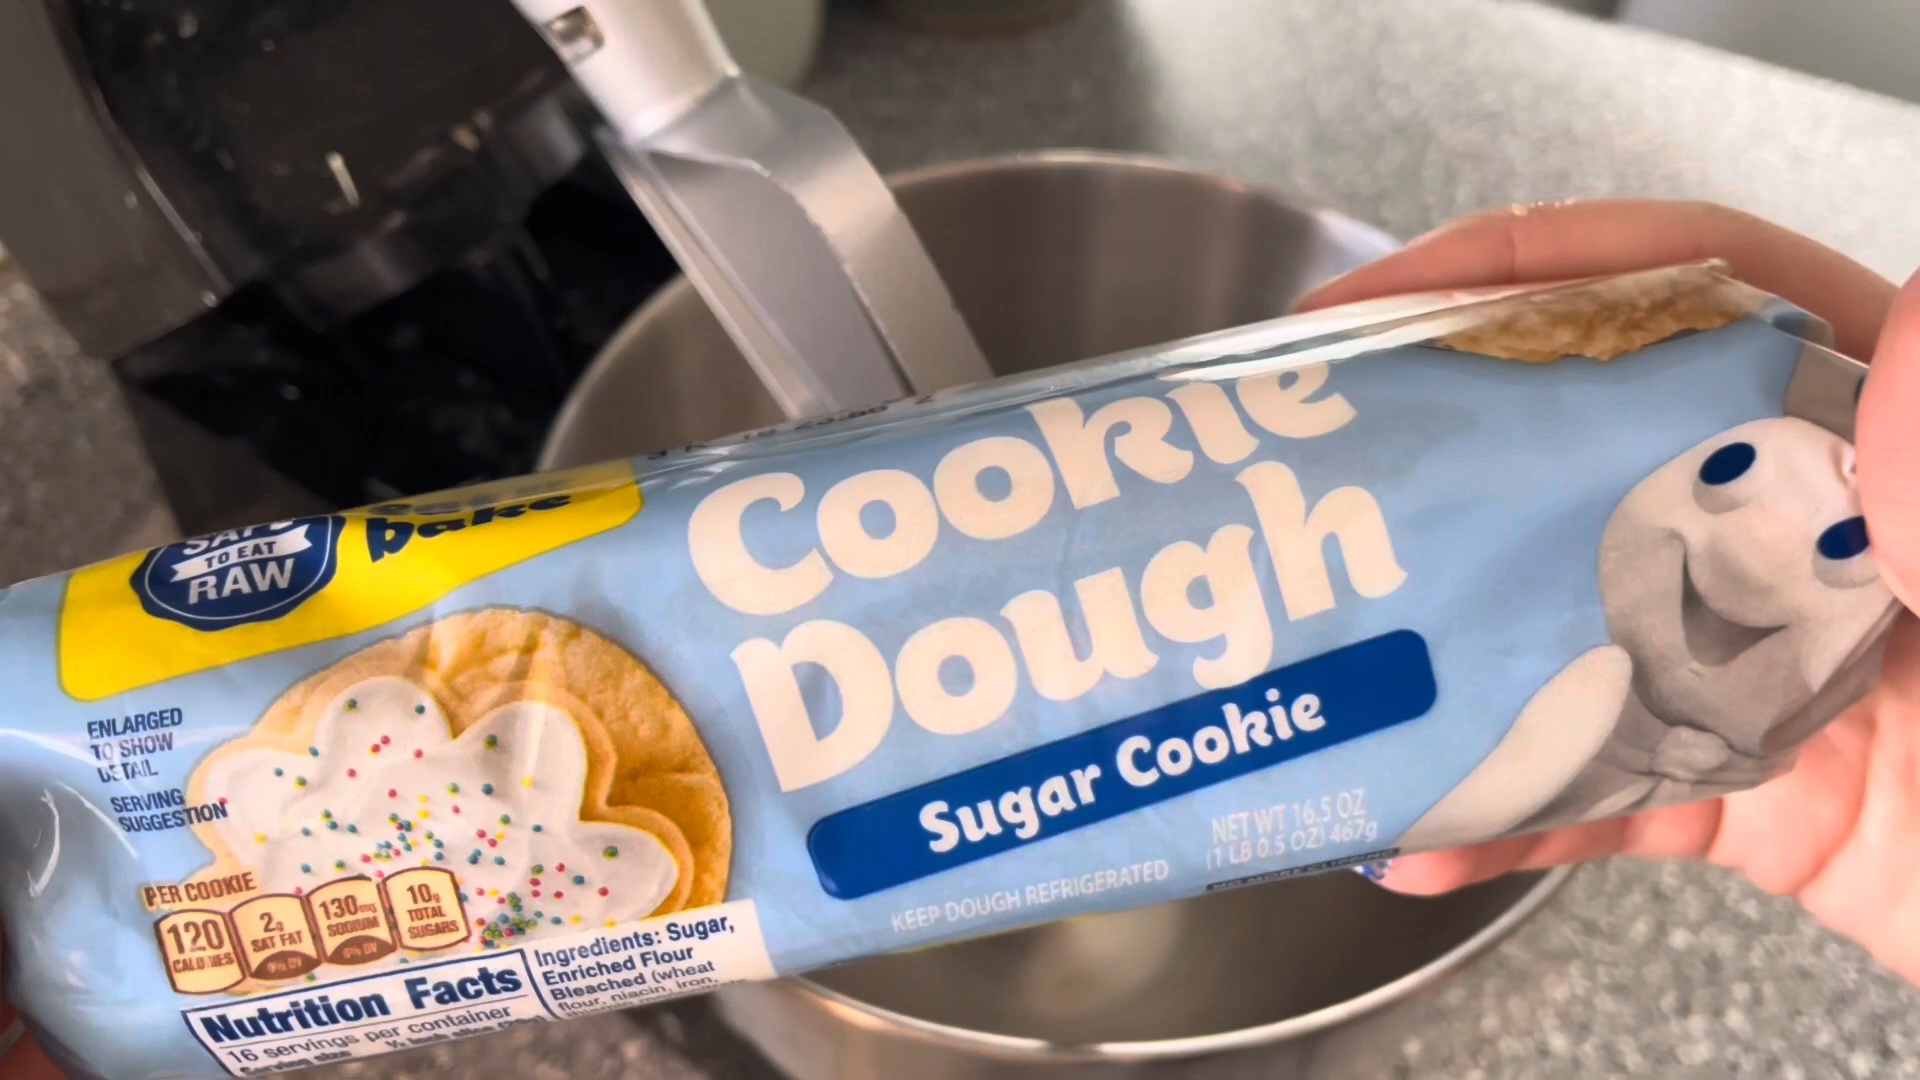 SAFE
TO EAT
RAW
bake
Cookie
Dough
Sugar Cookie
ENLARGED
TO SHOW
DETAIL
SERVING
SUGGESTION
PER COOKIE
120
CALORIES
2g
SAT FAT
130mg
SODIUM
10g
TOTAL
SUGARS
KEEP DOUGH REFRIGERATED
NET WT 16.5 OZ
(1 LB 0.5 OZ) 467g
Nutrition Facts
16 servings per container
Serving size
Ingredients: Sugar,
Enriched Flour
Bleached (wheat
flour, niacin, iron,